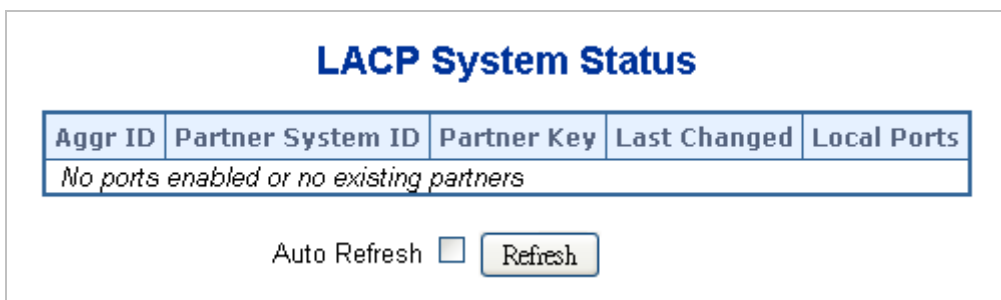 LACP System Status
Aggr ID Partner System ID Partner Key Last Changed Local Ports
No ports enabled or no existing partners
Auto Refresh Refresh